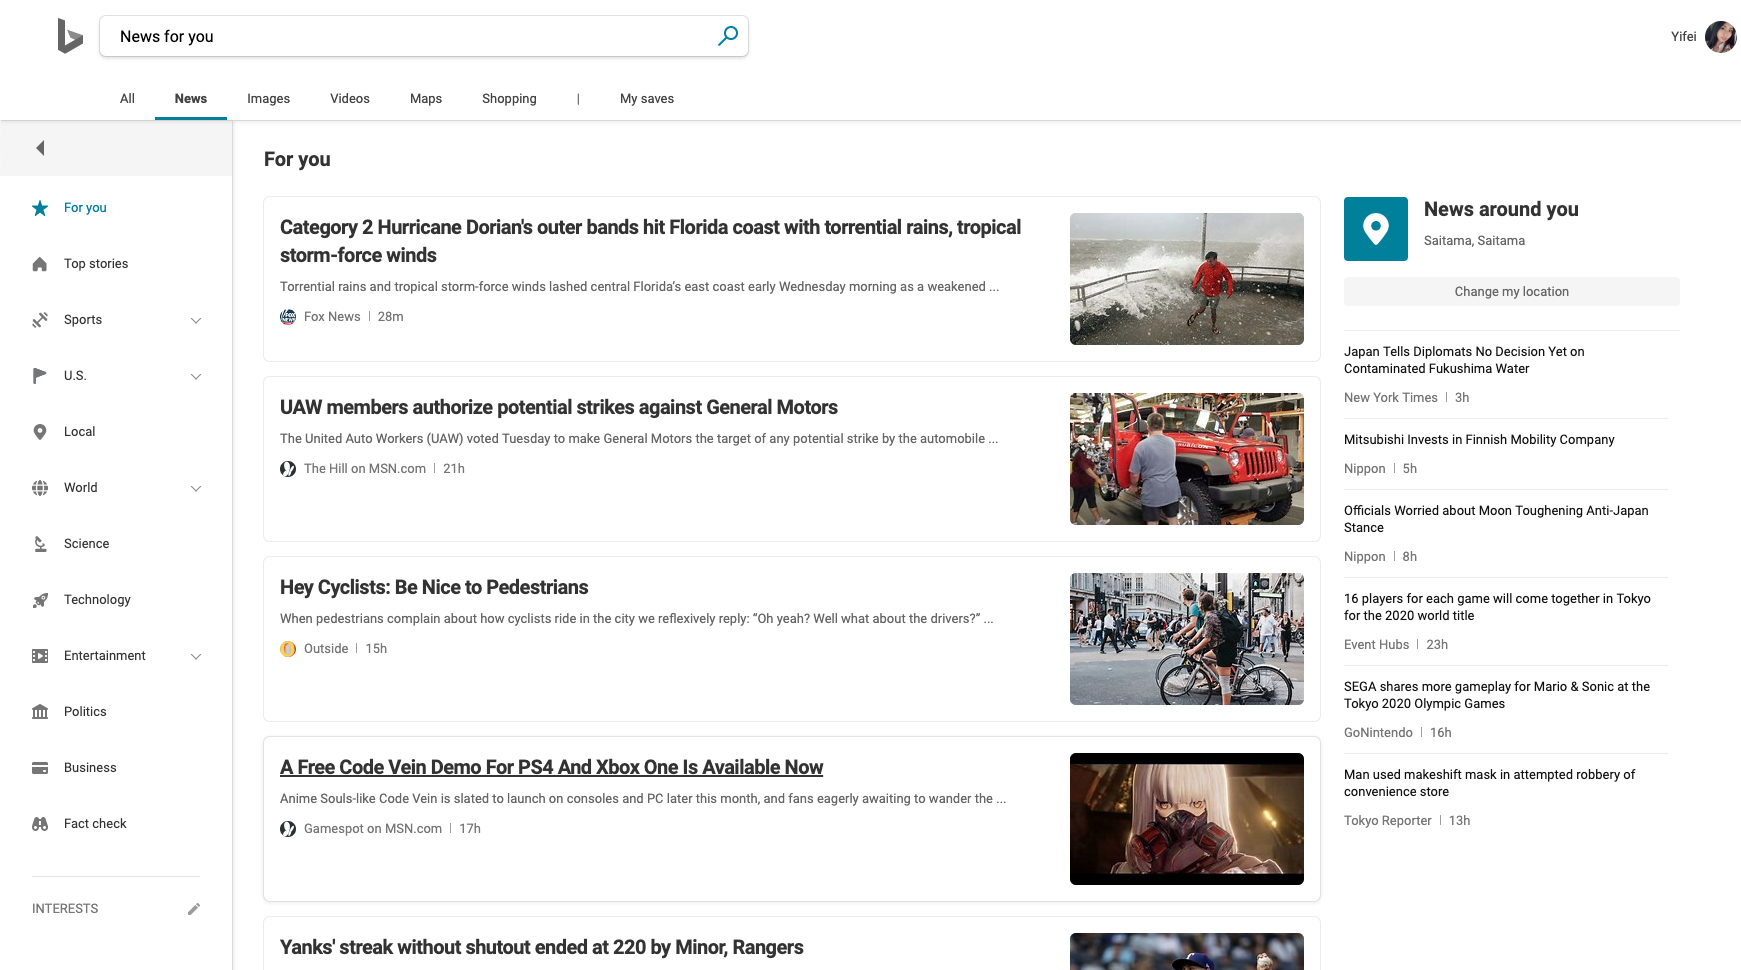 News for you
Yifei
All
News
Images
Videos
Maps
Shopping
|
My saves
For you
Top stories
Sports
U.S.
Local
World
Science
Technology
Entertainment
Politics
Business
Fact check
INTERESTS
For you
Category 2 Hurricane Dorian's outer bands hit Florida coast with torrential rains, tropical
storm-force winds
Torrential rains and tropical storm-force winds lashed central Florida's east coast early Wednesday morning as a weakened ...
Fox News | 28m
UAW members authorize potential strikes against General Motors
The United Auto Workers (UAW) voted Tuesday to make General Motors the target of any potential strike by the automobile ...
The Hill on MSN.com | 21h
RUBICON
Hey Cyclists: Be Nice to Pedestrians
When pedestrians complain about how cyclists ride in the city we reflexively reply: “Oh yeah? Well what about the drivers?” ...
Outside | 15h
A Free Code Vein Demo For PS4 And Xbox One Is Available Now
Anime Souls-like Code Vein is slated to launch on consoles and PC later this month, and fans eagerly awaiting to wander the ...
Gamespot on MSN.com | 17h
Yanks' streak without shutout ended at 220 by Minor, Rangers
News around you
Saitama, Saitama
Change my location
Japan Tells Diplomats No Decision Yet on
Contaminated Fukushima Water
New York Times | 3h
Mitsubishi Invests in Finnish Mobility Company
Nippon | 5h
Officials Worried about Moon Toughening Anti-Japan
Stance
Nippon | 8h
16 players for each game will come together in Tokyo
for the 2020 world title
Event Hubs | 23h
SEGA shares more gameplay for Mario & Sonic at the
Tokyo 2020 Olympic Games
GoNintendo | 16h
Man used makeshift mask in attempted robbery of
convenience store
Tokyo Reporter | 13h